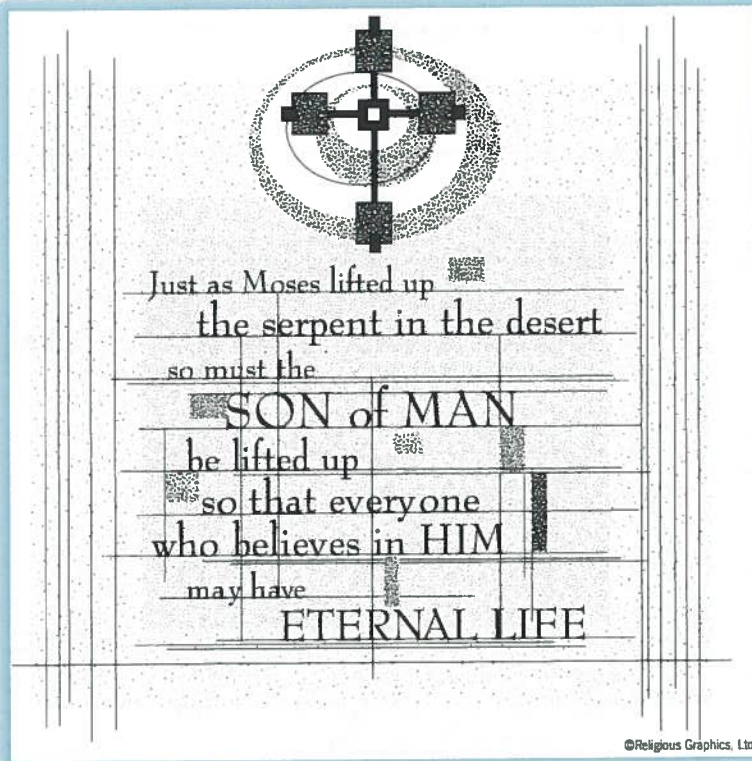 Just as Moses lifted up
the serpent in the desert
so must the
SON of MAN
be lifted up
so that everyone
who believes in HIM
may have
ETERNAL LIFE
©Religious Graphics, Ltd